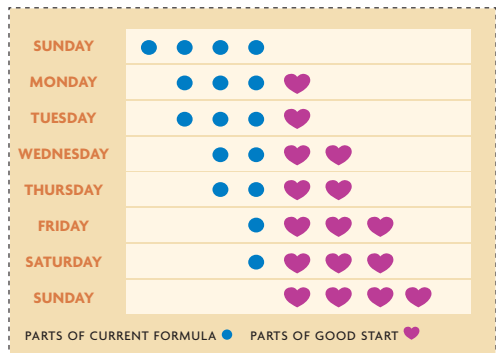 SUNDAY
MONDAY
TUESDAY
WEDNESDAY
THURSDAY
FRIDAY
SATURDAY
SUNDAY
PARTS OF CURRENT FORMULA PARTS OF GOOD START